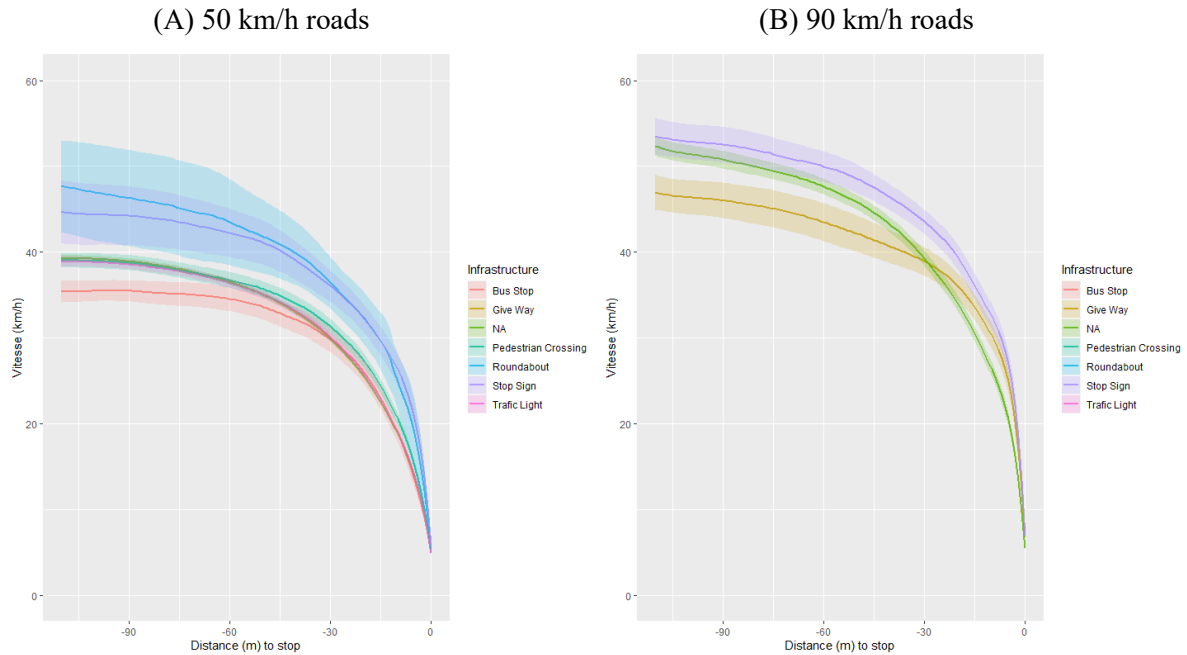 (A) 50 km/h roads
60
40
20
0
Vitesse (km/h)
-90
-60
-30
0
Distance (m) to stop
Infrastructure
Bus Stop
Give Way
NA
Pedestrian Crossing
Roundabout
Stop Sign
Trafic Light
(B) 90 km/h roads
60
40
20
0
Vitesse (km/h)
-90
-60
-30
0
Distance (m) to stop
Infrastructure
Bus Stop
Give Way
NA
Pedestrian Crossing
Roundabout
Stop Sign
Trafic Light